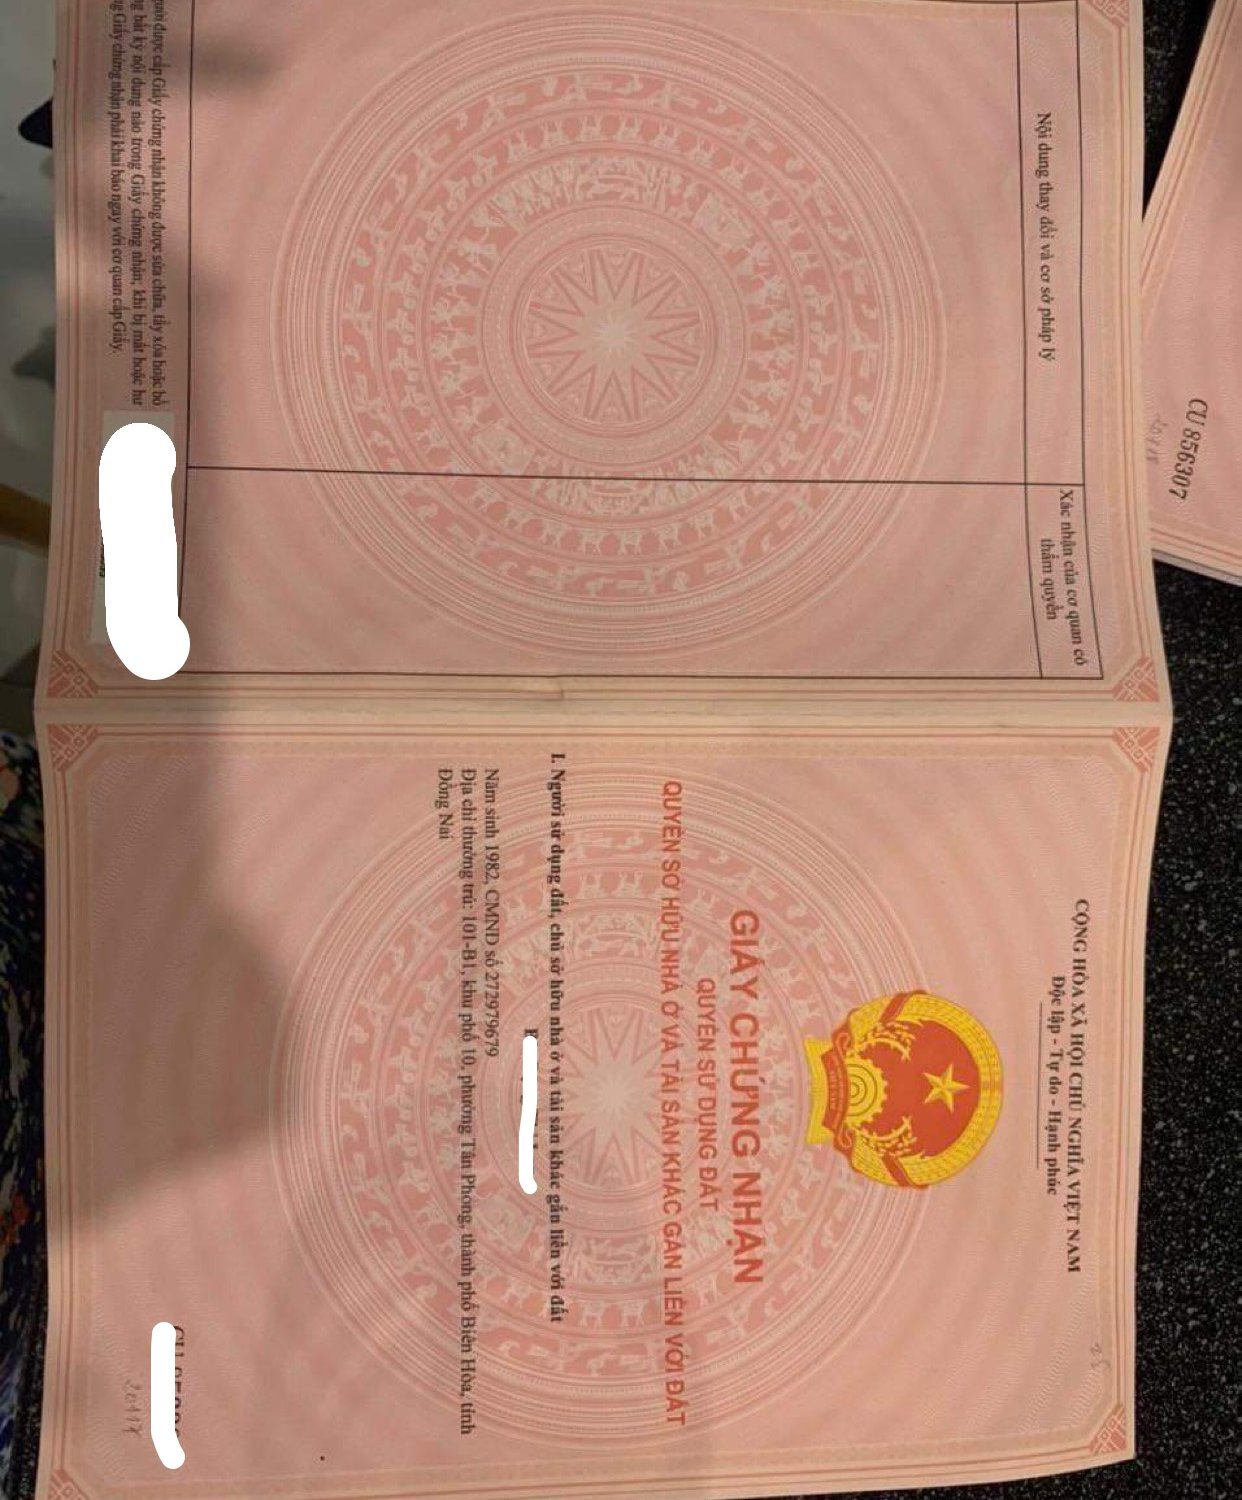 CỘNG HÒA XÃ HỘI CHỦ NGHĨA VIỆT NAM
Độc lập - Tự do - Hạnh phúc
GIẤY CHỨNG NHẬN
QUYỀN SỬ DỤNG ĐẤT
QUYỀN SỞ HỮU NHÀ Ở VÀ TÀI SẢN KHÁC GẮN LIỀN VỚI ĐẤT
I. Người sử dụng đất, chủ sở hữu nhà ở và tài sản khác gắn liền với đất
Năm sinh 1982, CMND số 272979679
Địa chỉ thường trú: 101-B1, khu phố 10, phường Tân Phong, thành phố Biên Hòa, tỉnh
Đồng Nai
Nội dung thay đổi và cơ sở pháp lý
Xác nhận của cơ quan có
thẩm quyền
được cấp Giấy chứng nhận không được sửa chữa, tẩy xóa hoặc bổ
bất kỳ nội dung nào trong Giấy chứng nhận; khi bị mất hoặc hư
Giấy chứng nhận phải khai báo ngay với cơ quan cấp Giấy.
CU 856307